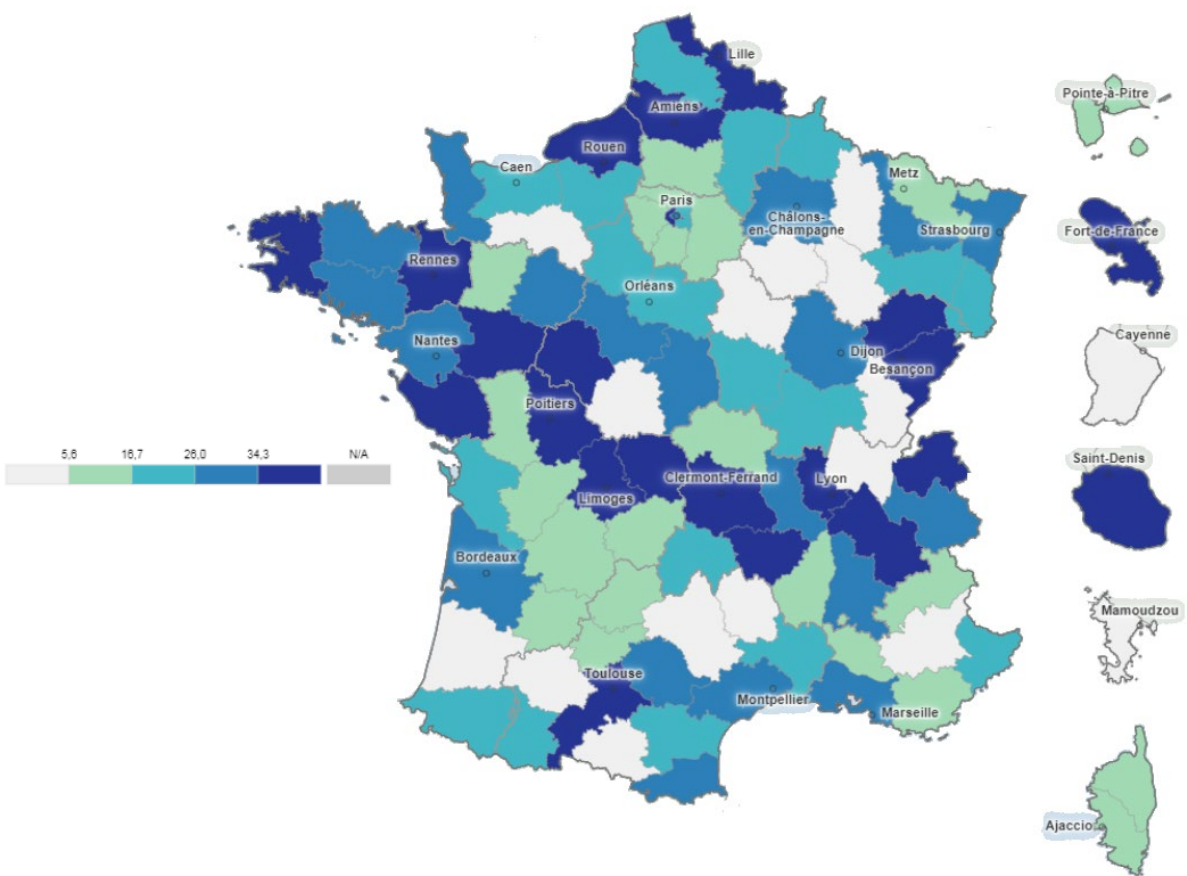 Lille
Pointe-à-Pitre
Amiens
Rouen
Caen
Metz
Paris
Châlons-
en-Champagne
Strasbourg
Fort-de-France
Rennes
Orléans
Nantes
Dijon
Besançon
Cayenne
Poitiers
5,6 16,7 26,0 34,3 N/A
Saint-Denis
Clermont-Ferrand
Lyon
Limoges
Bordeaux
Mamoudzou
Toulouse
Montpellier
Marseille
Ajaccio